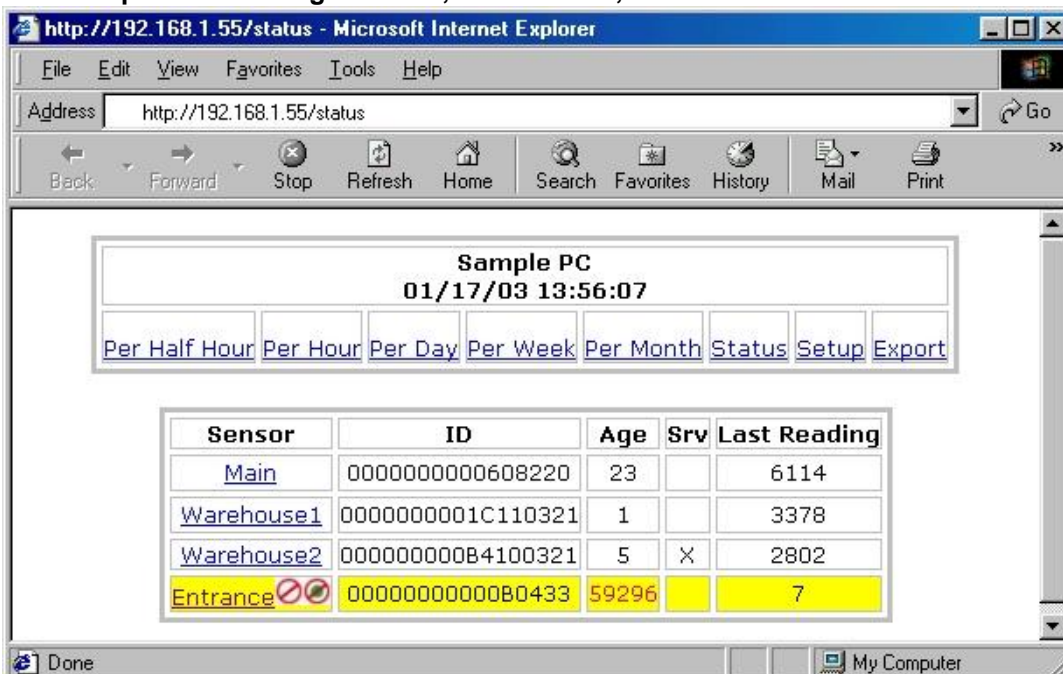 http://192.168.1.55/status - Microsoft Internet Explorer
File Edit View Favorites Tools Help
Address http://192.168.1.55/status Go
Back Forward Stop Refresh Home Search Favorites History Mail Print »
Sample PC
01/17/03 13:56:07
Per Half Hour Per Hour Per Day Per Week Per Month Status Setup Export
Sensor ID Age Srv Last Reading
Main 0000000000608220 23 6114
Warehouse1 0000000001C110321 1 3378
Warehouse2 000000000B4100321 5 X 2802
Entrance 00000000000B0433 59296 7
Done My Computer